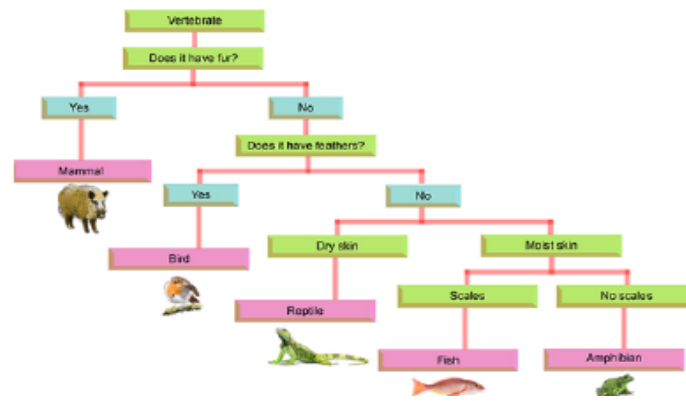 Vertebrate
Does it have fur?
Yes
No
Does it have feathers?
Mammal
Yes
No
Dry skin
Moist skin
Bird
Scales
No scales
Reptile
Fish
Amphibian